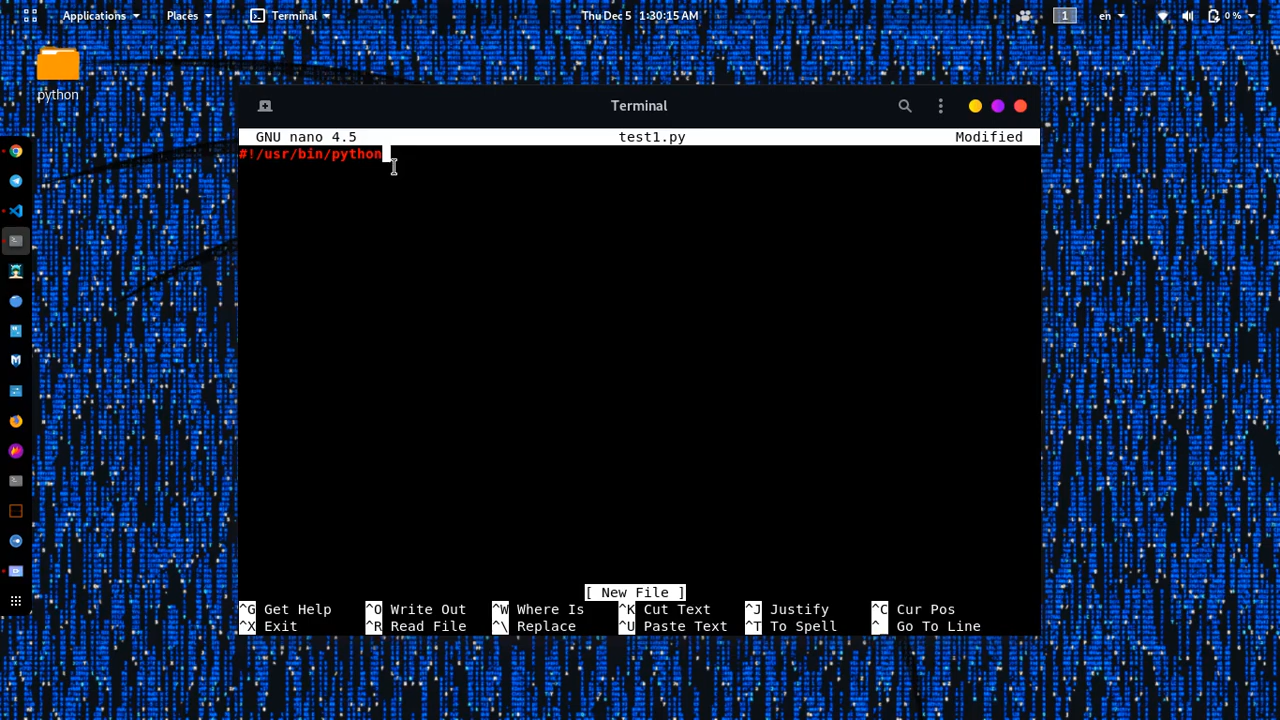 Applications Places Terminal Thu Dec 5 1:30:15 AM 1 en 0 %
python
Terminal
GNU nano 4.5 test1.py Modified
#!/usr/bin/python
[ New File ]
^G Get Help ^O Write Out ^W Where Is ^K Cut Text ^J Justify ^C Cur Pos
^X Exit ^R Read File ^\ Replace ^U Paste Text ^T To Spell ^ Go To Line